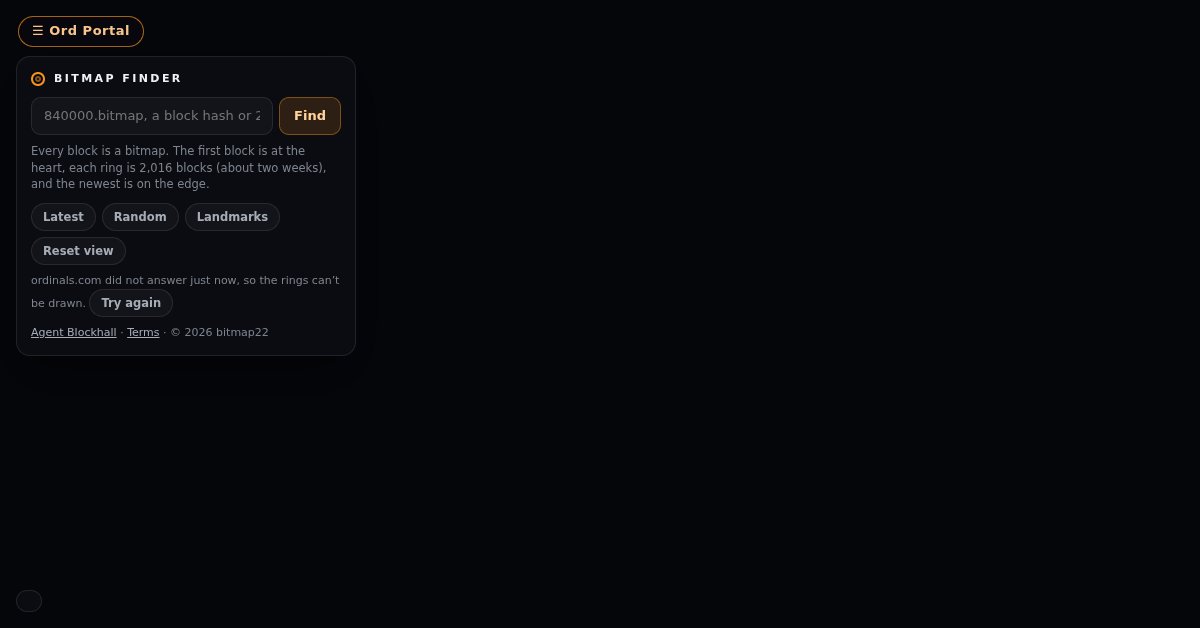 ☰ Ord Portal
BITMAP FINDER
840000.bitmap, a block hash or 2
Find
Every block is a bitmap. The first block is at the
heart, each ring is 2,016 blocks (about two weeks),
and the newest is on the edge.
Latest
Random
Landmarks
Reset view
ordinals.com did not answer just now, so the rings can’t
be drawn. Try again
Agent Blockhall · Terms · © 2026 bitmap22